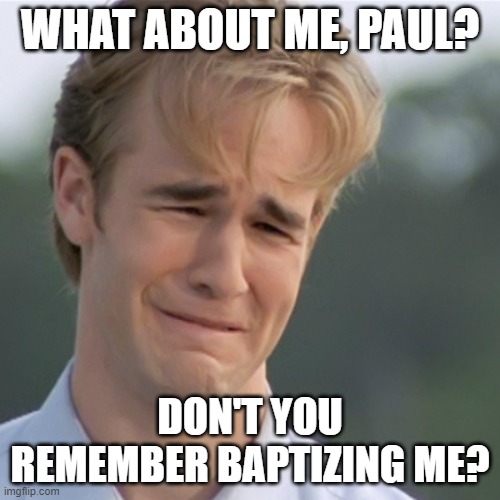 WHAT ABOUT ME, PAUL?
DON'T YOU
REMEMBER BAPTIZING ME?
imgflip.com